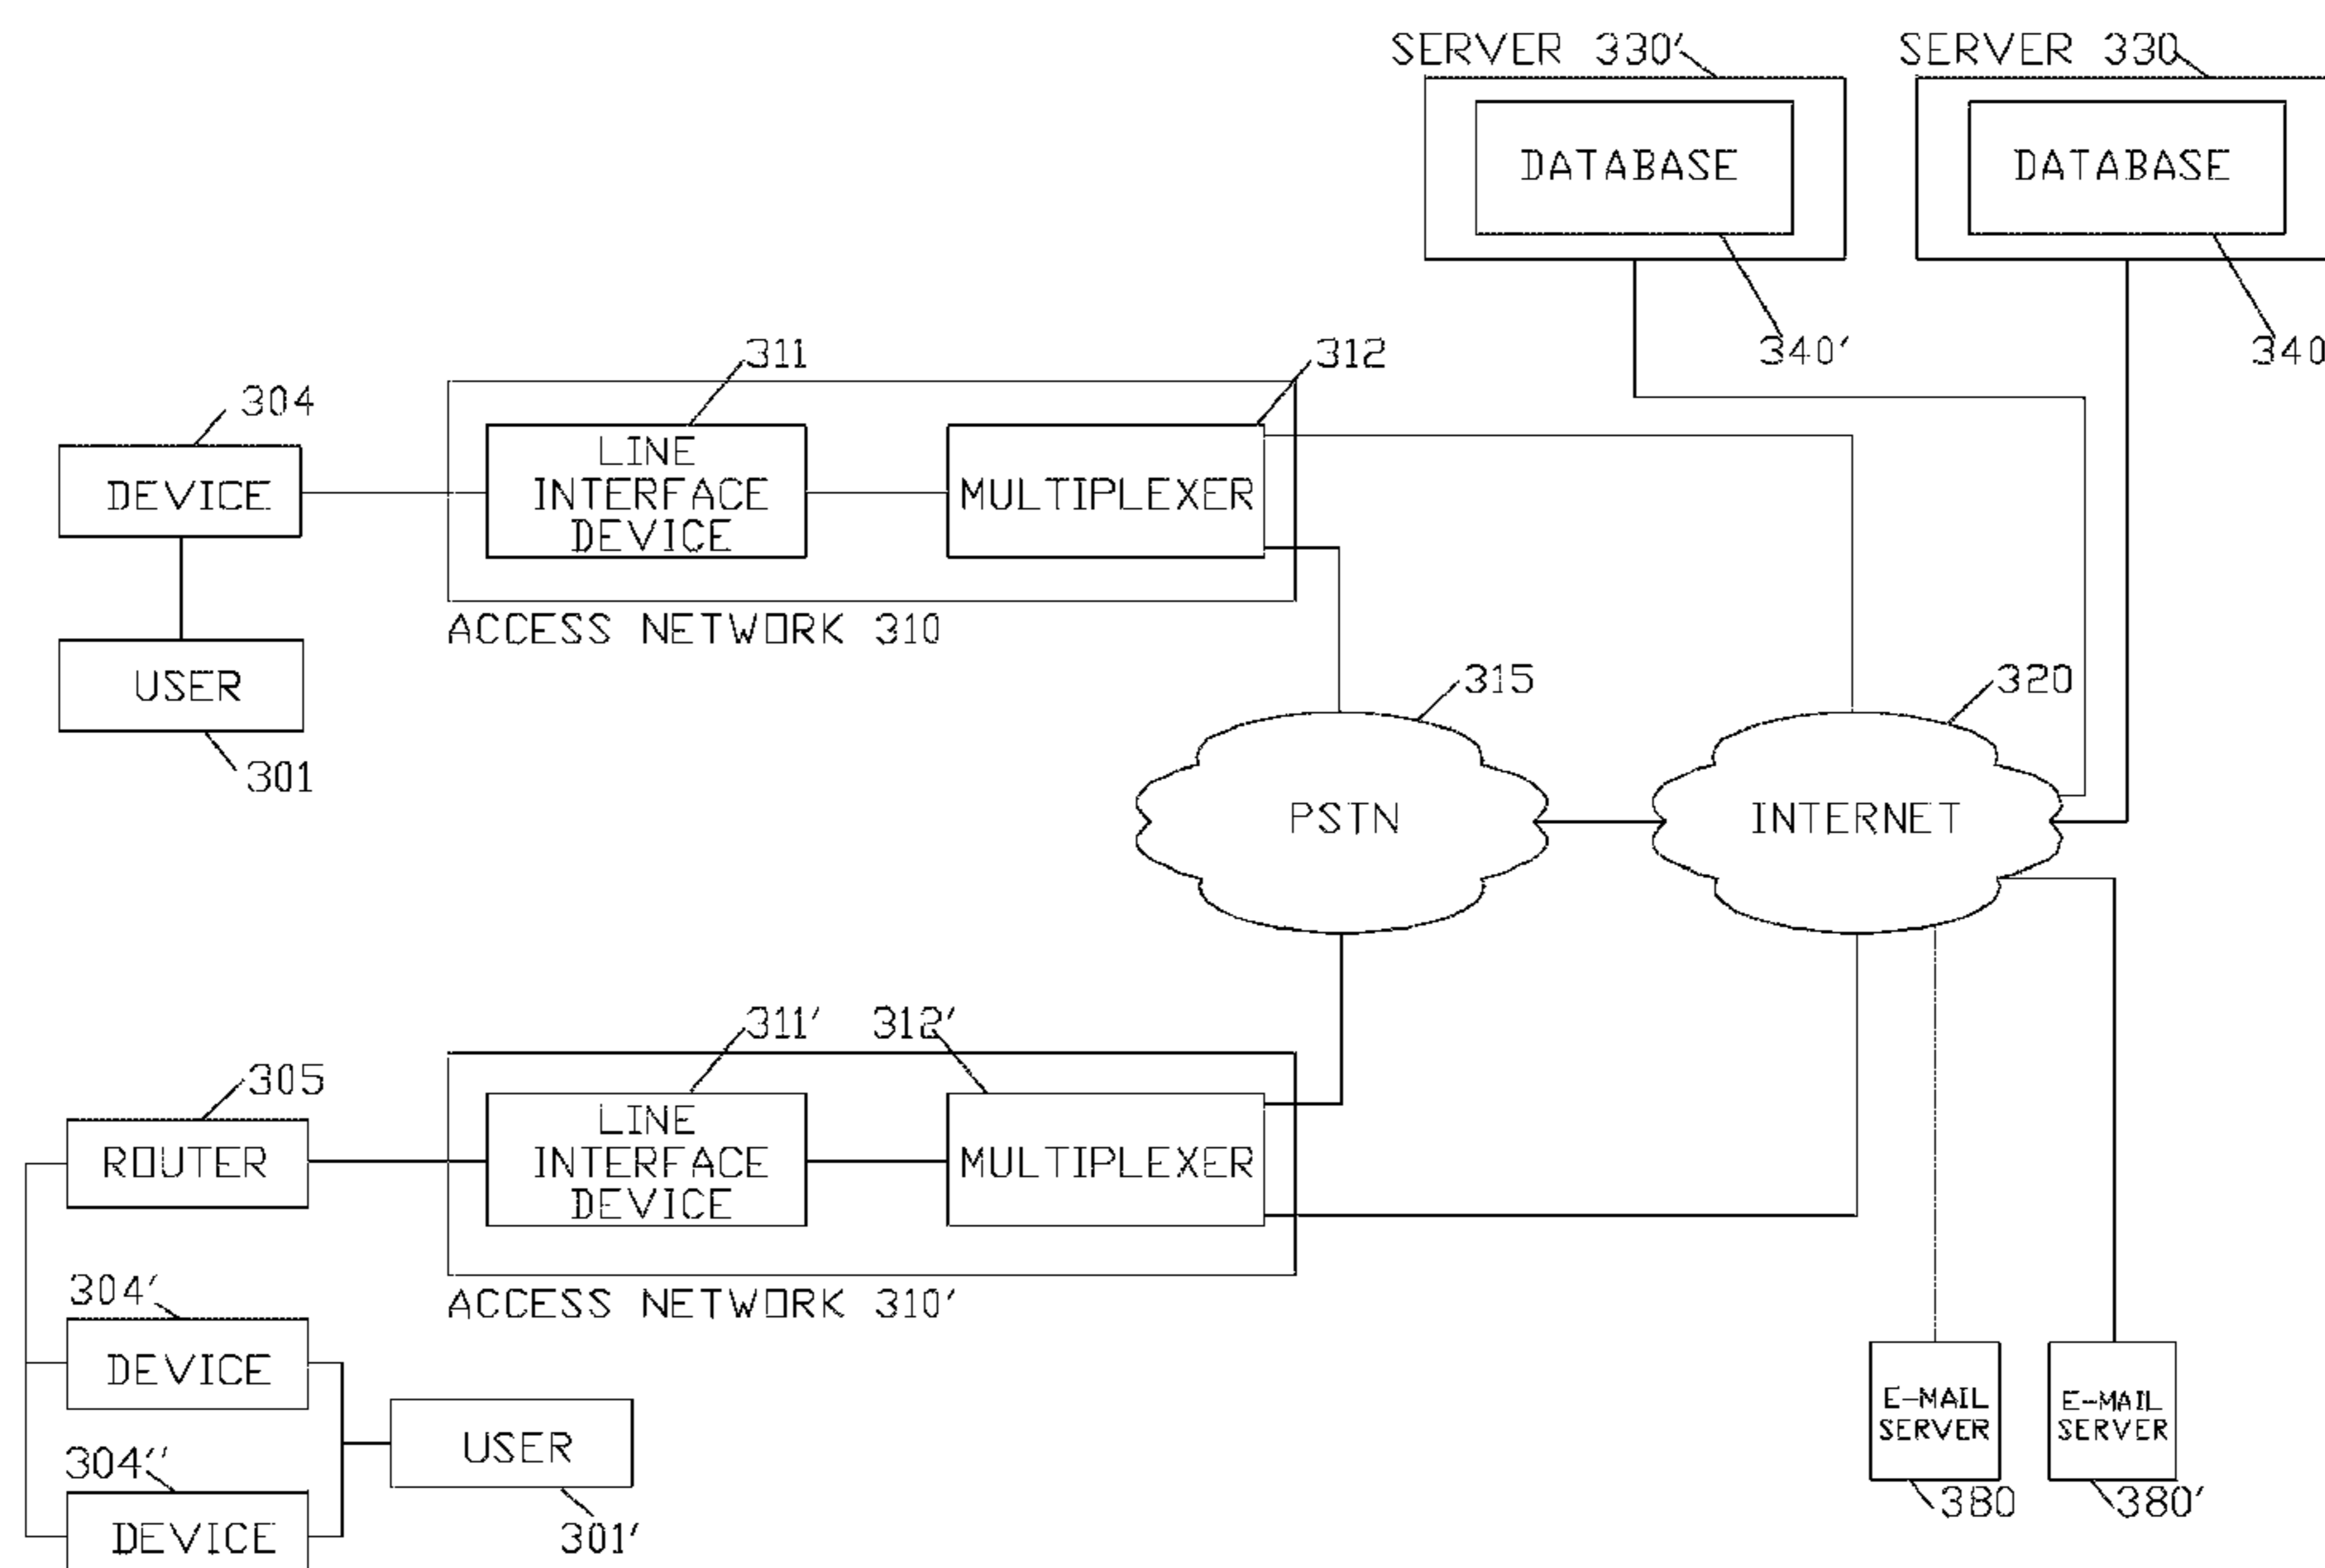 SERVER 330'
SERVER 330
DATABASE
DATABASE
340'
340
311
312
304
LINE
INTERFACE
DEVICE
MULTIPLEXER
DEVICE
ACCESS NETWORK 310
USER
301
315
320
PSTN
INTERNET
311'
312'
305
LINE
INTERFACE
DEVICE
MULTIPLEXER
ROUTER
304'
ACCESS NETWORK 310'
DEVICE
USER
304''
DEVICE
301'
E-MAIL
SERVER
E-MAIL
SERVER
380
380'